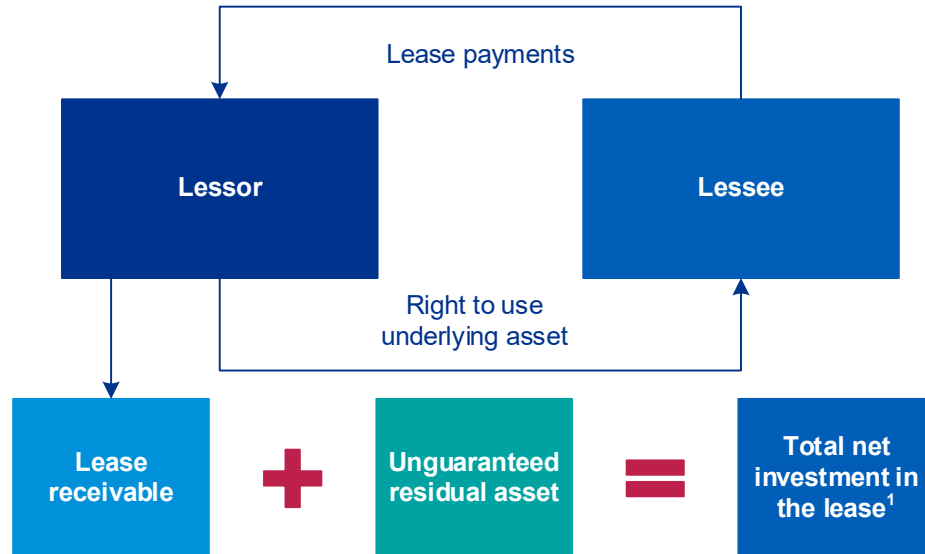 Lease payments
Lessor
Lessee
Right to use
underlying asset
Lease
receivable
+
Unguaranteed
residual asset
=
Total net
investment in
the lease¹